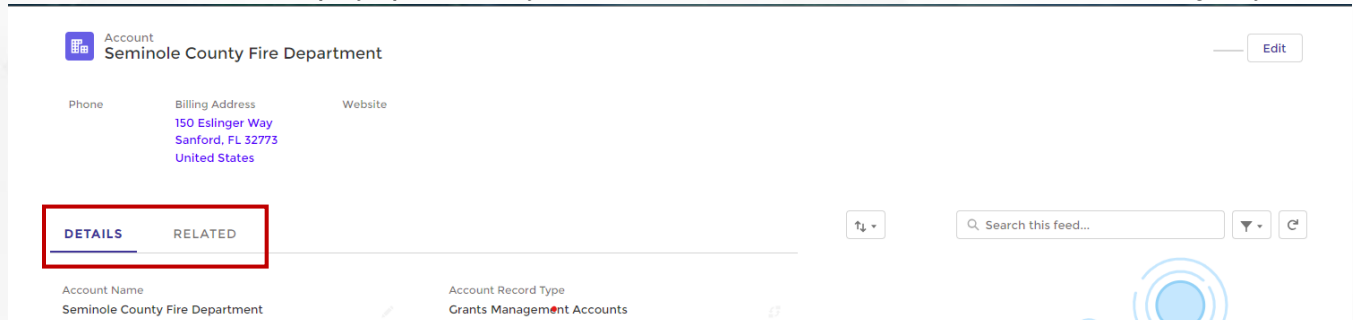 Account
Seminole County Fire Department
Edit
Phone
Billing Address
Website
150 Eslinger Way
Sanford, FL 32773
United States
DETAILS
RELATED
Search this feed...
Account Name
Account Record Type
Seminole County Fire Department
Grants Management Accounts